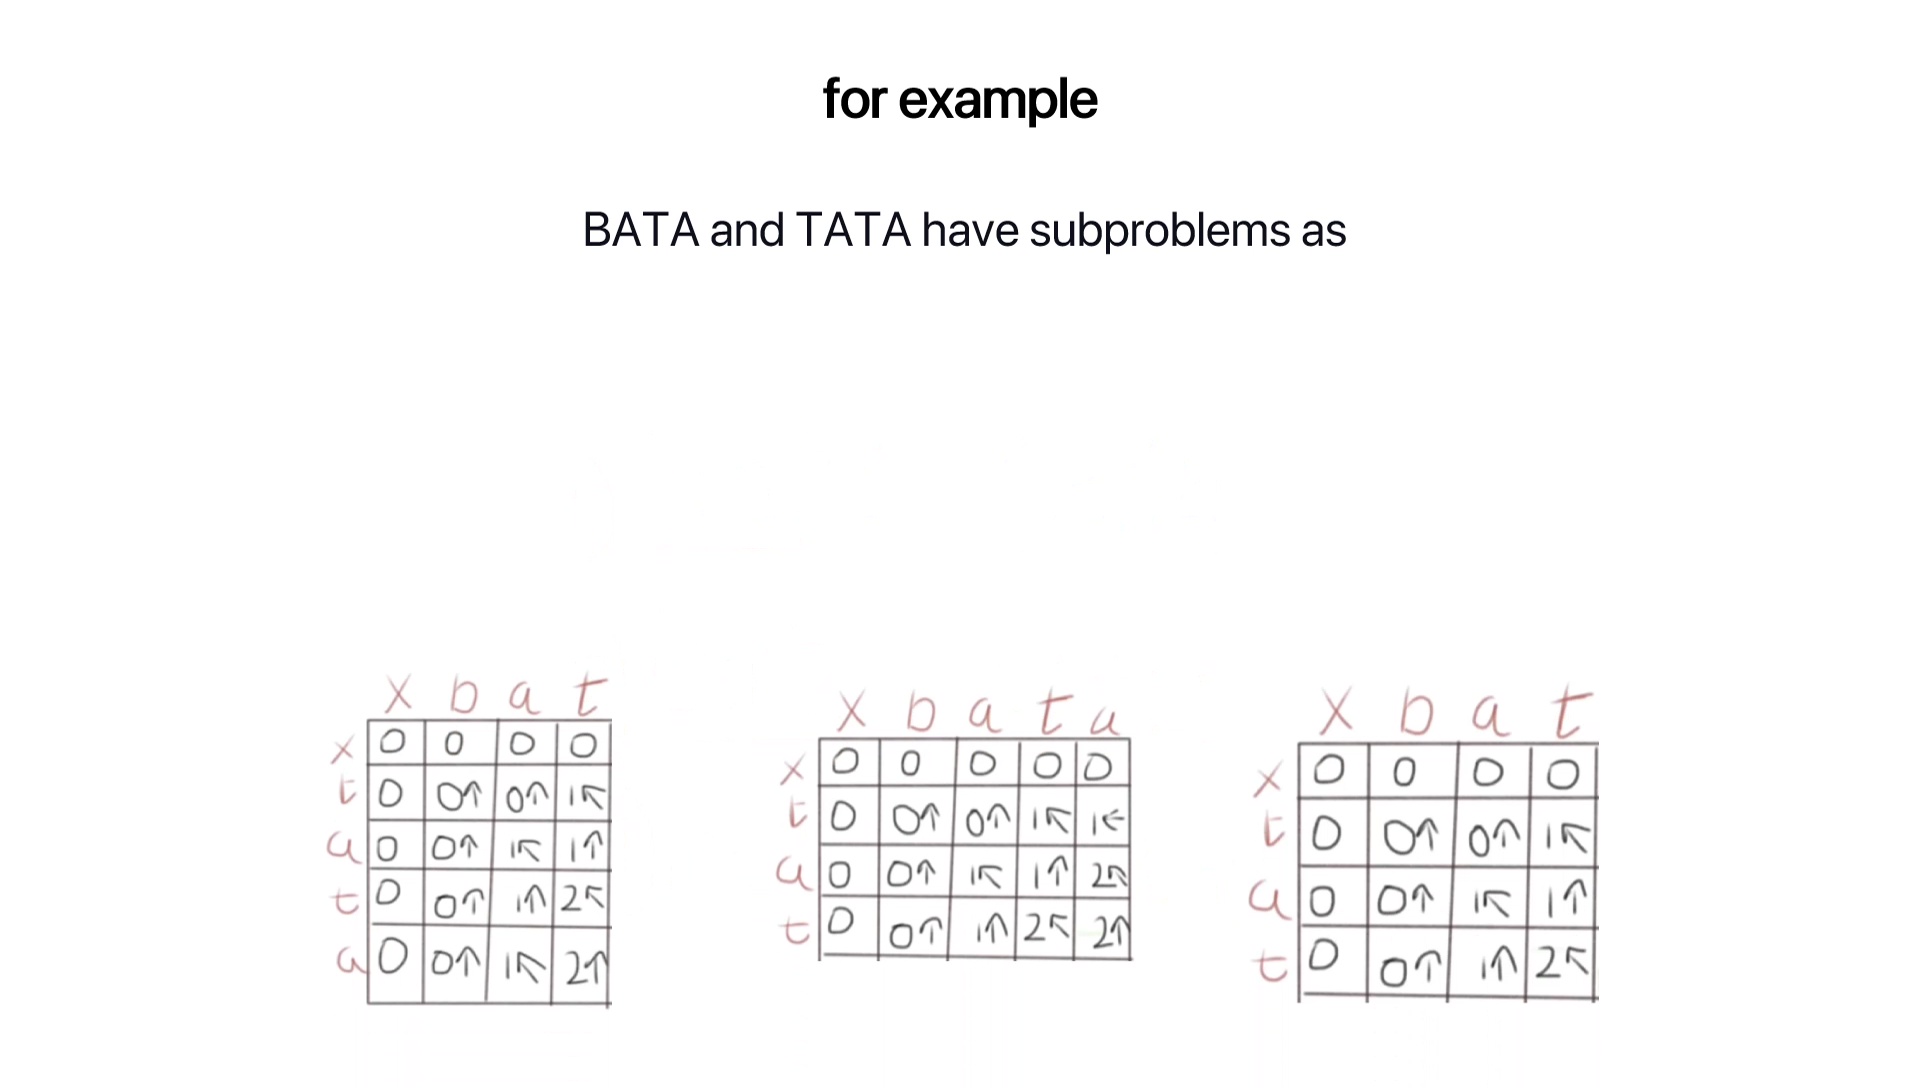 for example
BATA and TATA have subproblems as
x b a t
x 0 0 0 0
t 0 0↑ 0↑ 1↖
a 0 0↑ 1↖ 1↑
t 0 0↑ 1↑ 2↖
a 0 0↑ 1↖ 2↑
x b a t a
x 0 0 0 0 0
t 0 0↑ 0↑ 1↖ 1←
a 0 0↑ 1↖ 1↑ 2↖
t 0 0↑ 1↑ 2↖ 2↑
x b a t
x 0 0 0 0
t 0 0↑ 0↑ 1↖
a 0 0↑ 1↖ 1↑
t 0 0↑ 1↑ 2↖